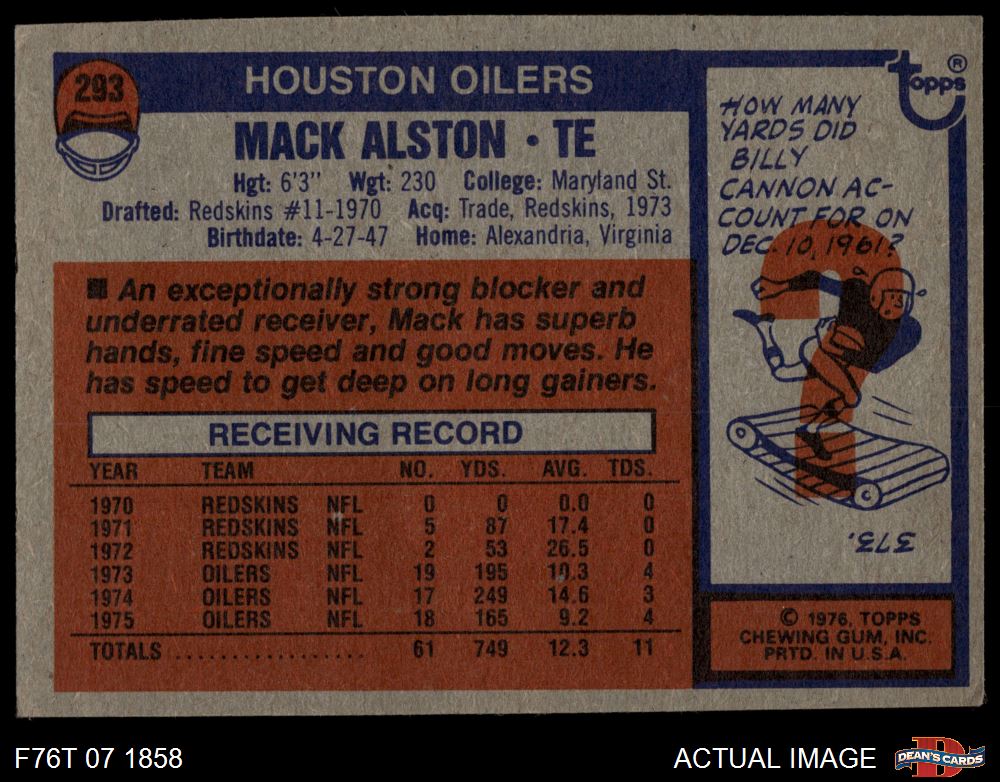 293
HOUSTON OILERS
MACK ALSTON • TE
Hgt: 6'3" Wgt: 230 College: Maryland St.
Drafted: Redskins #11-1970 Acq: Trade, Redskins, 1973
Birthdate: 4-27-47 Home: Alexandria, Virginia
■ An exceptionally strong blocker and
underrated receiver, Mack has superb
hands, fine speed and good moves. He
has speed to get deep on long gainers.
RECEIVING RECORD
YEAR TEAM NO. YDS. AVG. TDS.
1970 REDSKINS NFL 0 0 0.0 0
1971 REDSKINS NFL 5 87 17.4 0
1972 REDSKINS NFL 2 53 26.5 0
1973 OILERS NFL 19 195 10.3 4
1974 OILERS NFL 17 249 14.6 3
1975 OILERS NFL 18 165 9.2 4
TOTALS .................. 61 749 12.3 11
topps ®
HOW MANY
YARDS DID
BILLY
CANNON AC-
COUNT FOR ON
DEC. 10, 1961?
373.
© 1976, TOPPS
CHEWING GUM, INC.
PRTD. IN U.S.A.
F76T 07 1858
ACTUAL IMAGE
D
DEAN'S CARDS